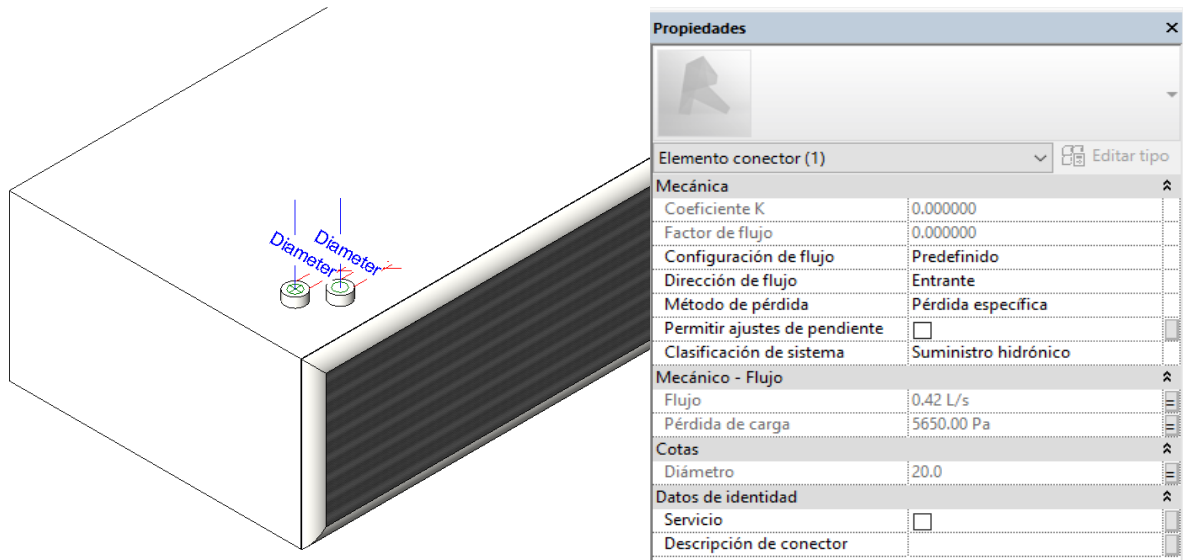 Diameter
Diameter
Propiedades
Elemento conector (1)
Editar tipo
Mecánica
Coeficiente K 0.000000
Factor de flujo 0.000000
Configuración de flujo Predefinido
Dirección de flujo Entrante
Método de pérdida Pérdida específica
Permitir ajustes de pendiente
Clasificación de sistema Suministro hidrónico
Mecánico - Flujo
Flujo 0.42 L/s
Pérdida de carga 5650.00 Pa
Cotas
Diámetro 20.0
Datos de identidad
Servicio
Descripción de conector